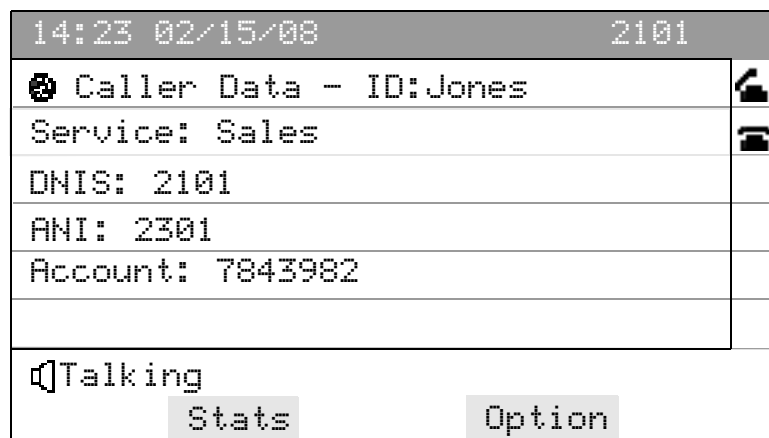 14:23 02/15/08 2101
Caller Data - ID:Jones
Service: Sales
DNIS: 2101
ANI: 2301
Account: 7843982
Talking
Stats Option